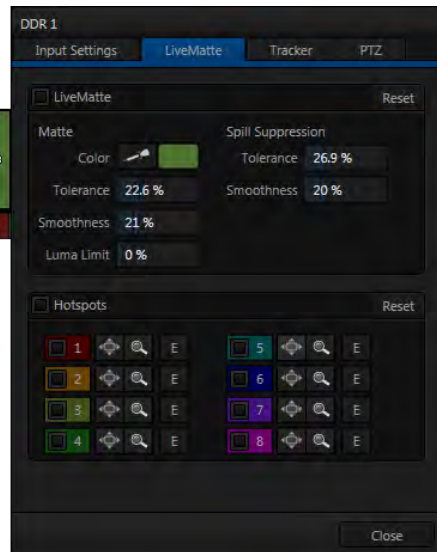 DDR 1
Input Settings LiveMatte Tracker PTZ
LiveMatte Reset
Matte Spill Suppression
Color Tolerance 26.9 %
Tolerance 22.6 % Smoothness 20 %
Smoothness 21 %
Luma Limit 0 %
Hotspots Reset
1 E 5 E
2 E 6 E
3 E 7 E
4 E 8 E
Close